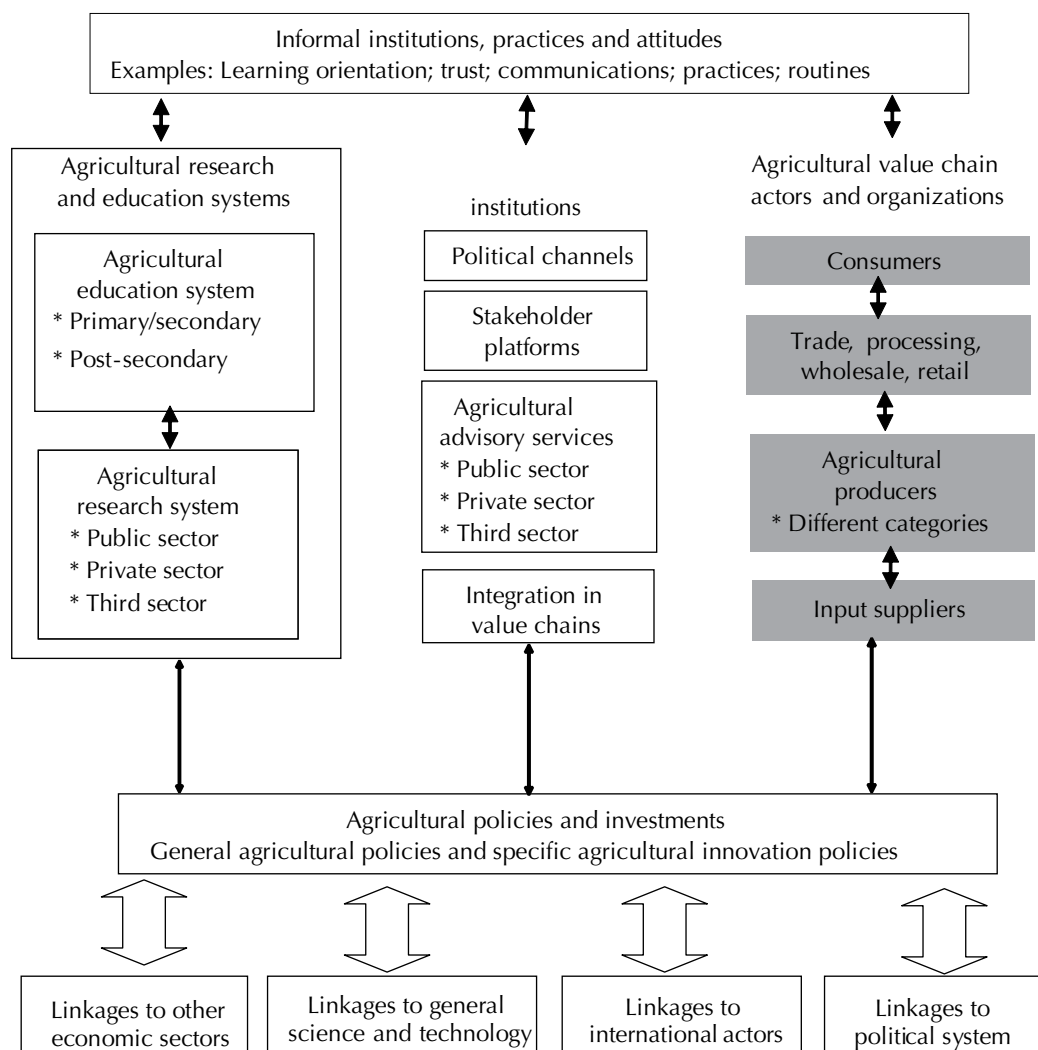 Informal institutions, practices and attitudes
Examples: Learning orientation; trust; communications; practices; routines
Agricultural research
and education systems
Agricultural
education system
* Primary/secondary
* Post-secondary
Agricultural
research system
* Public sector
* Private sector
* Third sector
institutions
Political channels
Stakeholder
platforms
Agricultural
advisory services
* Public sector
* Private sector
* Third sector
Integration in
value chains
Agricultural value chain
actors and organizations
Consumers
Trade, processing,
wholesale, retail
Agricultural
producers
* Different categories
Input suppliers
Agricultural policies and investments
General agricultural policies and specific agricultural innovation policies
Linkages to other
economic sectors
Linkages to general
science and technology
Linkages to
international actors
Linkages to
political system